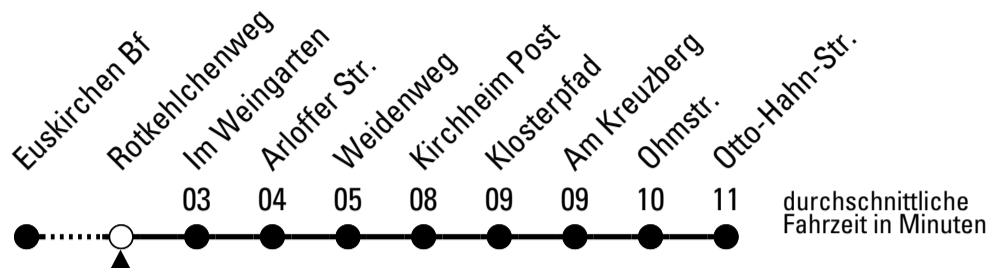 Euskirchen Bf
Rotkehlchenweg
Im Weingarten
Arloffer Str.
Weidenweg
Kirchheim Post
Klosterpfad
Am Kreuzberg
Ohmstr.
Otto-Hahn-Str.
03 04 05 08 09 09 10 11
durchschnittliche
Fahrzeit in Minuten